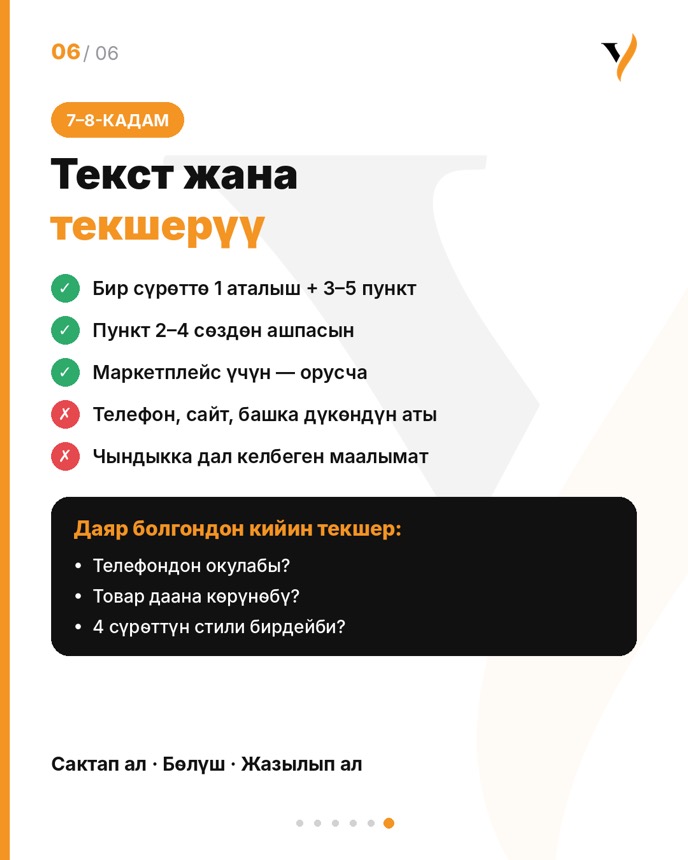 06 / 06
7–8-КАДАМ
Текст жана
текшерүү
✓ Бир сүрөттө 1 аталыш + 3–5 пункт
✓ Пункт 2–4 сөздөн ашпасын
✓ Маркетплейс үчүн — орусча
✗ Телефон, сайт, башка дүкөндүн аты
✗ Чындыкка дал келбеген маалымат
Даяр болгондон кийин текшер:
• Телефондон окулабы?
• Товар даана көрүнөбү?
• 4 сүрөттүн стили бирдейби?
Сактап ал · Бөлүш · Жазылып ал